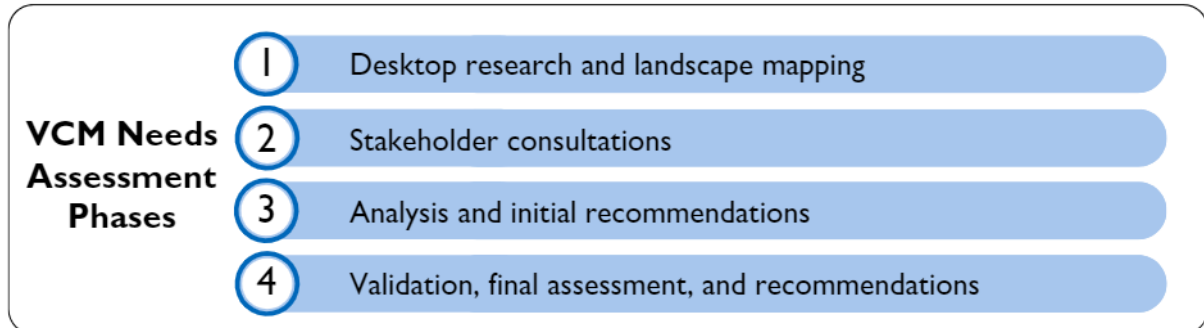 VCM Needs
Assessment
Phases
1 Desktop research and landscape mapping
2 Stakeholder consultations
3 Analysis and initial recommendations
4 Validation, final assessment, and recommendations